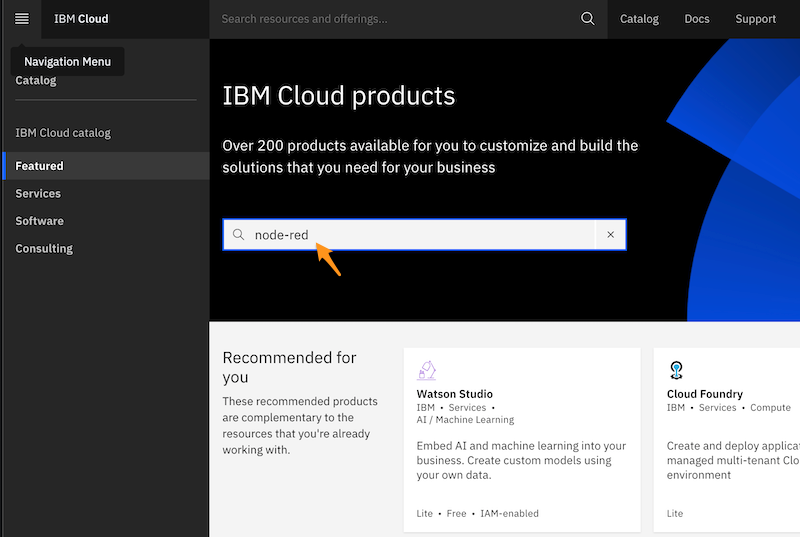 IBM Cloud
Search resources and offerings...
Catalog
Docs
Support
Navigation Menu
Catalog
IBM Cloud catalog
Featured
Services
Software
Consulting
IBM Cloud products
Over 200 products available for you to customize and build the
solutions that you need for your business
node-red
Recommended for
you
These recommended products
are complementary to the
resources that you're already
working with.
Watson Studio
IBM • Services •
AI / Machine Learning
Embed AI and machine learning into your
business. Create custom models using
your own data.
Lite • Free • IAM-enabled
Cloud Foundry
IBM • Services • Compute
Create and deploy applica
managed multi-tenant Clo
environment
Lite